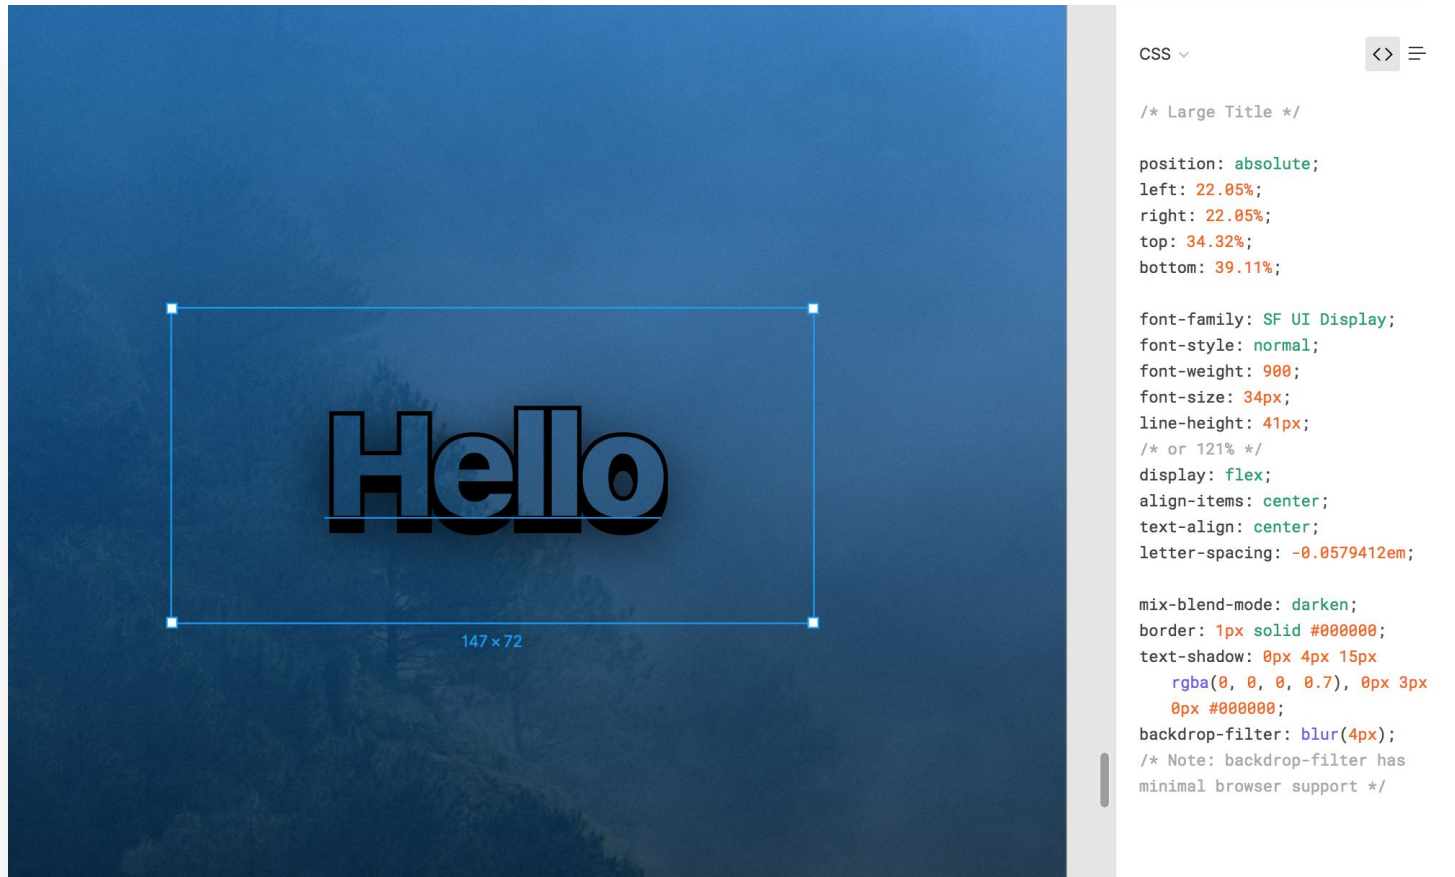 CSS
/* Large Title */
position: absolute;
left: 22.05%;
right: 22.05%;
top: 34.32%;
bottom: 39.11%;
font-family: SF UI Display;
font-style: normal;
font-weight: 900;
font-size: 34px;
line-height: 41px;
/* or 121% */
display: flex;
align-items: center;
text-align: center;
letter-spacing: -0.0579412em;
mix-blend-mode: darken;
border: 1px solid #000000;
text-shadow: 0px 4px 15px
rgba(0, 0, 0, 0.7), 0px 3px
0px #000000;
backdrop-filter: blur(4px);
/* Note: backdrop-filter has
minimal browser support */
Hello
147 × 72